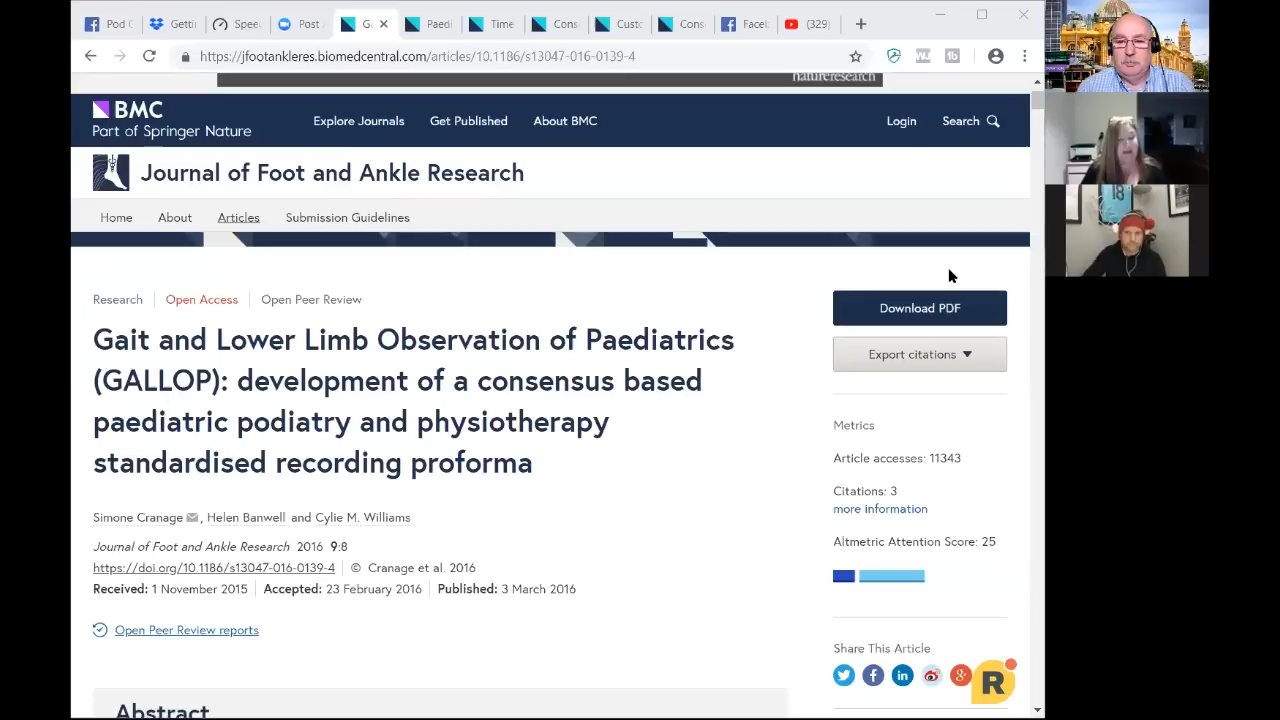 Pod C
Getti
Spee
Post A
Ga
Paedi
Time
Cons
Custo
Cons
Faceb
(329)
https://jfootankleres.biomedcentral.com/articles/10.1186/s13047-016-0139-4
natureresearch
BMC
Part of Springer Nature
Explore Journals
Get Published
About BMC
Login
Search
Journal of Foot and Ankle Research
Home
About
Articles
Submission Guidelines
Research
Open Access
Open Peer Review
Download PDF
Gait and Lower Limb Observation of Paediatrics
(GALLOP): development of a consensus based
paediatric podiatry and physiotherapy
standardised recording proforma
Export citations
Metrics
Article accesses: 11343
Citations: 3
more information
Altmetric Attention Score: 25
Simone Cranage, Helen Banwell and Cylie M. Williams
Journal of Foot and Ankle Research 2016 9:8
https://doi.org/10.1186/s13047-016-0139-4 © Cranage et al. 2016
Received: 1 November 2015 Accepted: 23 February 2016 Published: 3 March 2016
Open Peer Review reports
Share This Article
R
Abstract
18